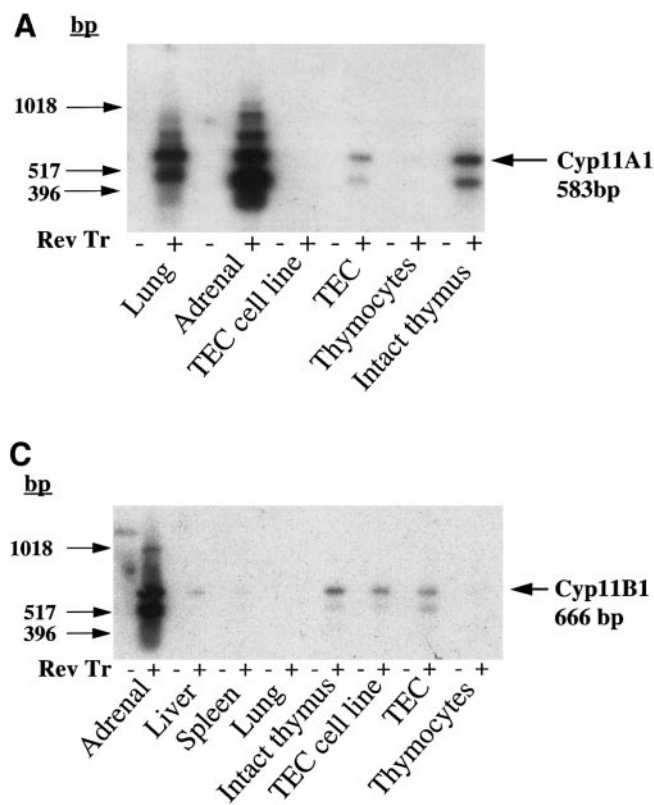 A bp
1018
517
396
Cyp11A1
583bp
Rev Tr - + - + - + - + - + - +
Lung
Adrenal
TEC cell line
TEC
Thymocytes
Intact thymus
C
bp
1018
517
396
Cyp11B1
666 bp
Rev Tr - + - + - + - + - + - + - + - +
Adrenal
Liver
Spleen
Lung
Intact thymus
TEC cell line
TEC
Thymocytes